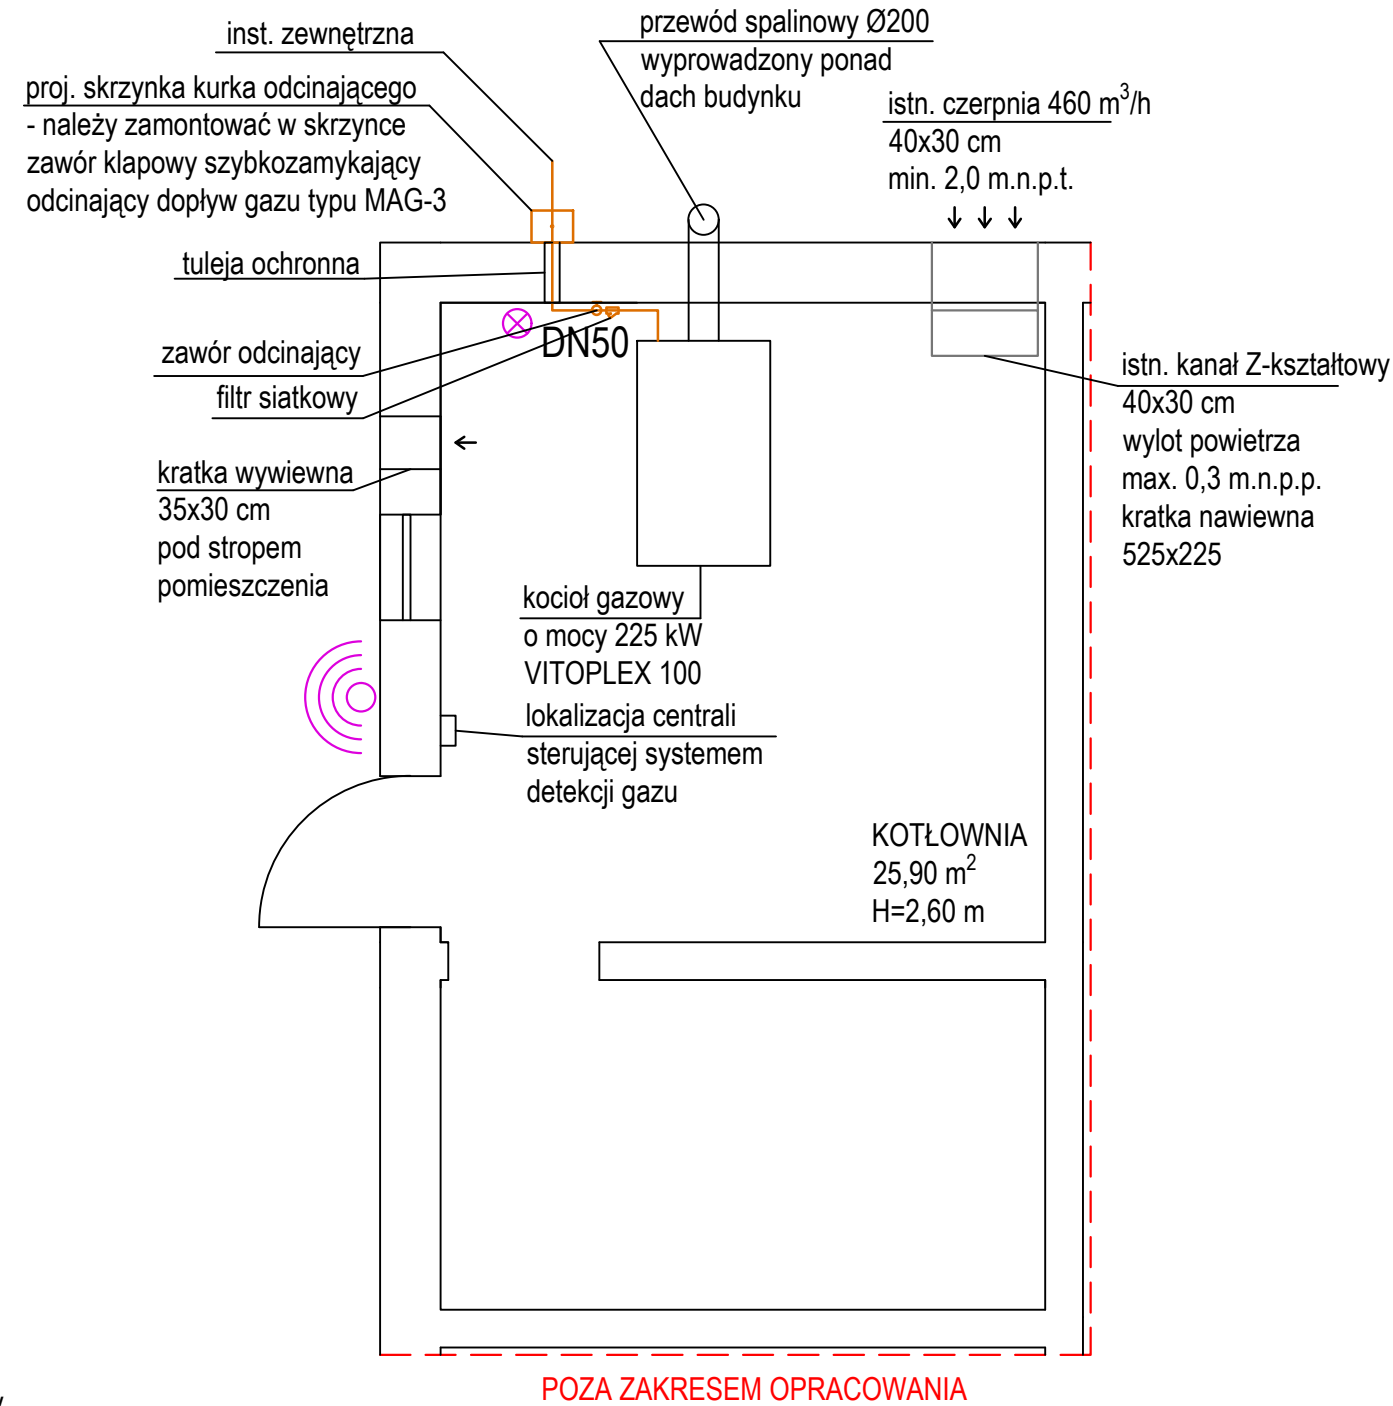 inst. zewnętrzna
proj. skrzynka kurka odcinającego
- należy zamontować w skrzynce
zawór klapowy szybkozamykający
odcinający dopływ gazu typu MAG-3
przewód spalinowy Ø200
wyprowadzony ponad
dach budynku
istn. czerpnia 460 m³/h
40x30 cm
min. 2,0 m.n.p.t.
tuleja ochronna
zawór odcinający
filtr siatkowy
DN50
istn. kanał Z-kształtowy
40x30 cm
wylot powietrza
max. 0,3 m.n.p.p.
kratka nawiewna
525x225
kratka wywiewna
35x30 cm
pod stropem
pomieszczenia
kocioł gazowy
o mocy 225 kW
VITOPLEX 100
lokalizacja centrali
sterującej systemem
detekcji gazu
KOTŁOWNIA
25,90 m²
H=2,60 m
POZA ZAKRESEM OPRACOWANIA